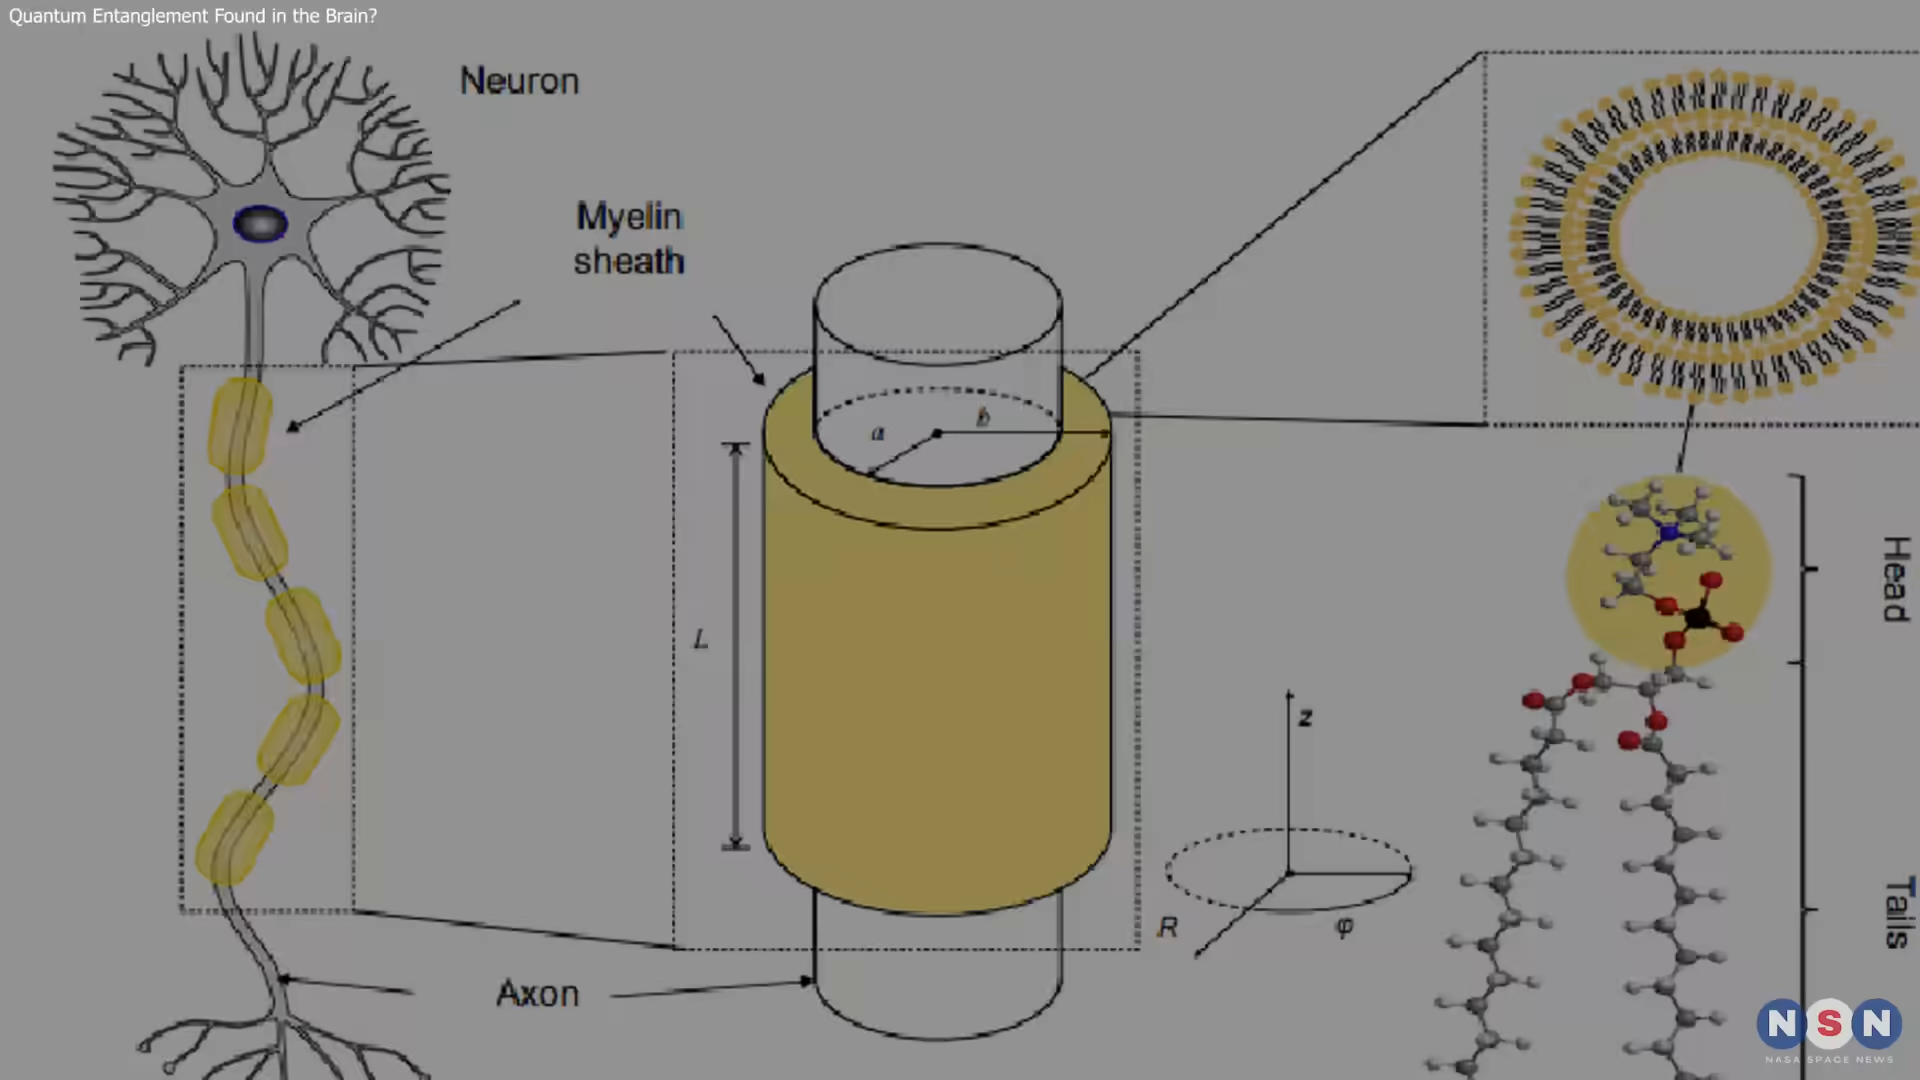 Quantum Entanglement Found in the Brain?
Neuron
Myelin
sheath
a
b
L
z
R
φ
Axon
Head
Tails
NSN
NASA SPACE NEWS